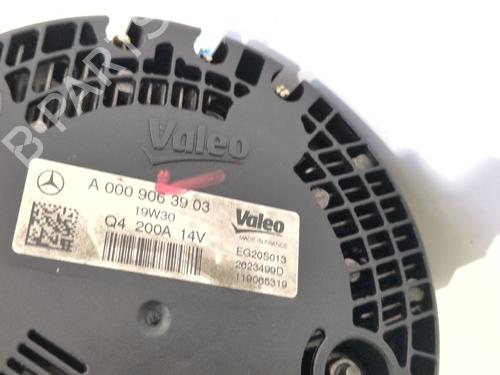 Valeo
A 000 906 39 03
19W30
Q4 200A 14V
Valeo
MADE IN FRANCE
EG20S013
2623499D
119065319
B PARTS